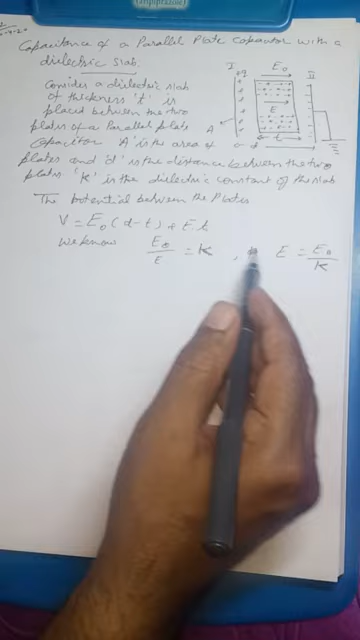 Capacitance of a Parallel Plate Capacitor with a
dielectric slab.
Consider a dielectric slab
of thickness 't' is
placed between the two
plates of a Parallel plate
capacitor 'A' is the area of
plates and 'd' is the distance between the two
plates 'K' is the dielectric constant of the slab
I E₀ II
E
A
t
d
The Potential between the Plates
V = E₀ (d-t) + E.t
We know E₀/E = K , E = E₀/K